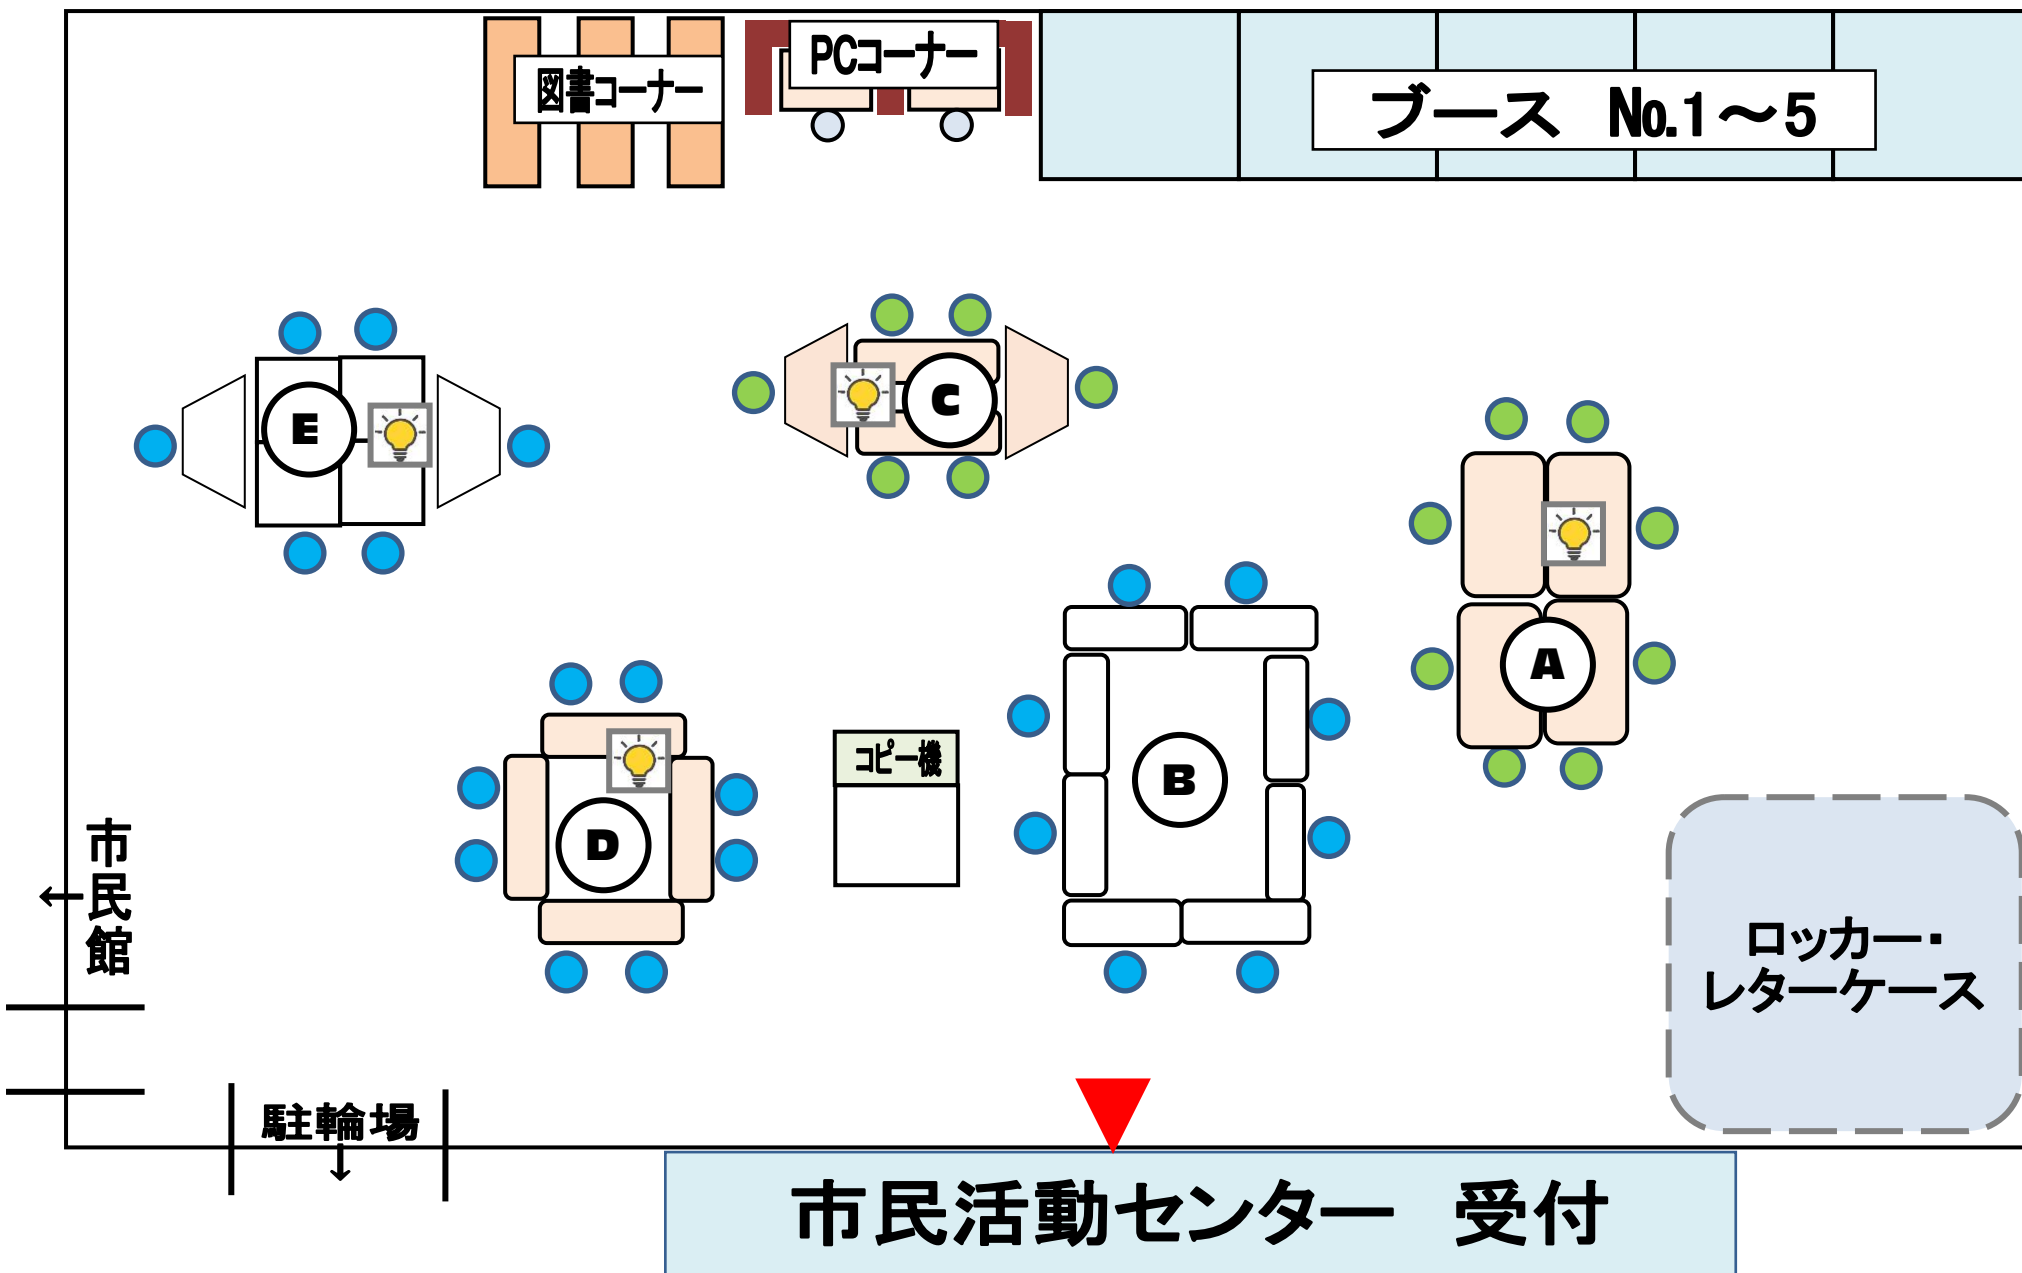 図書コーナー
PCコーナー
ブース　№.1～5
E
C
A
B
D
コピー機
市民館
←
ロッカー・
レターケース
駐輪場
↓
市民活動センター　受付